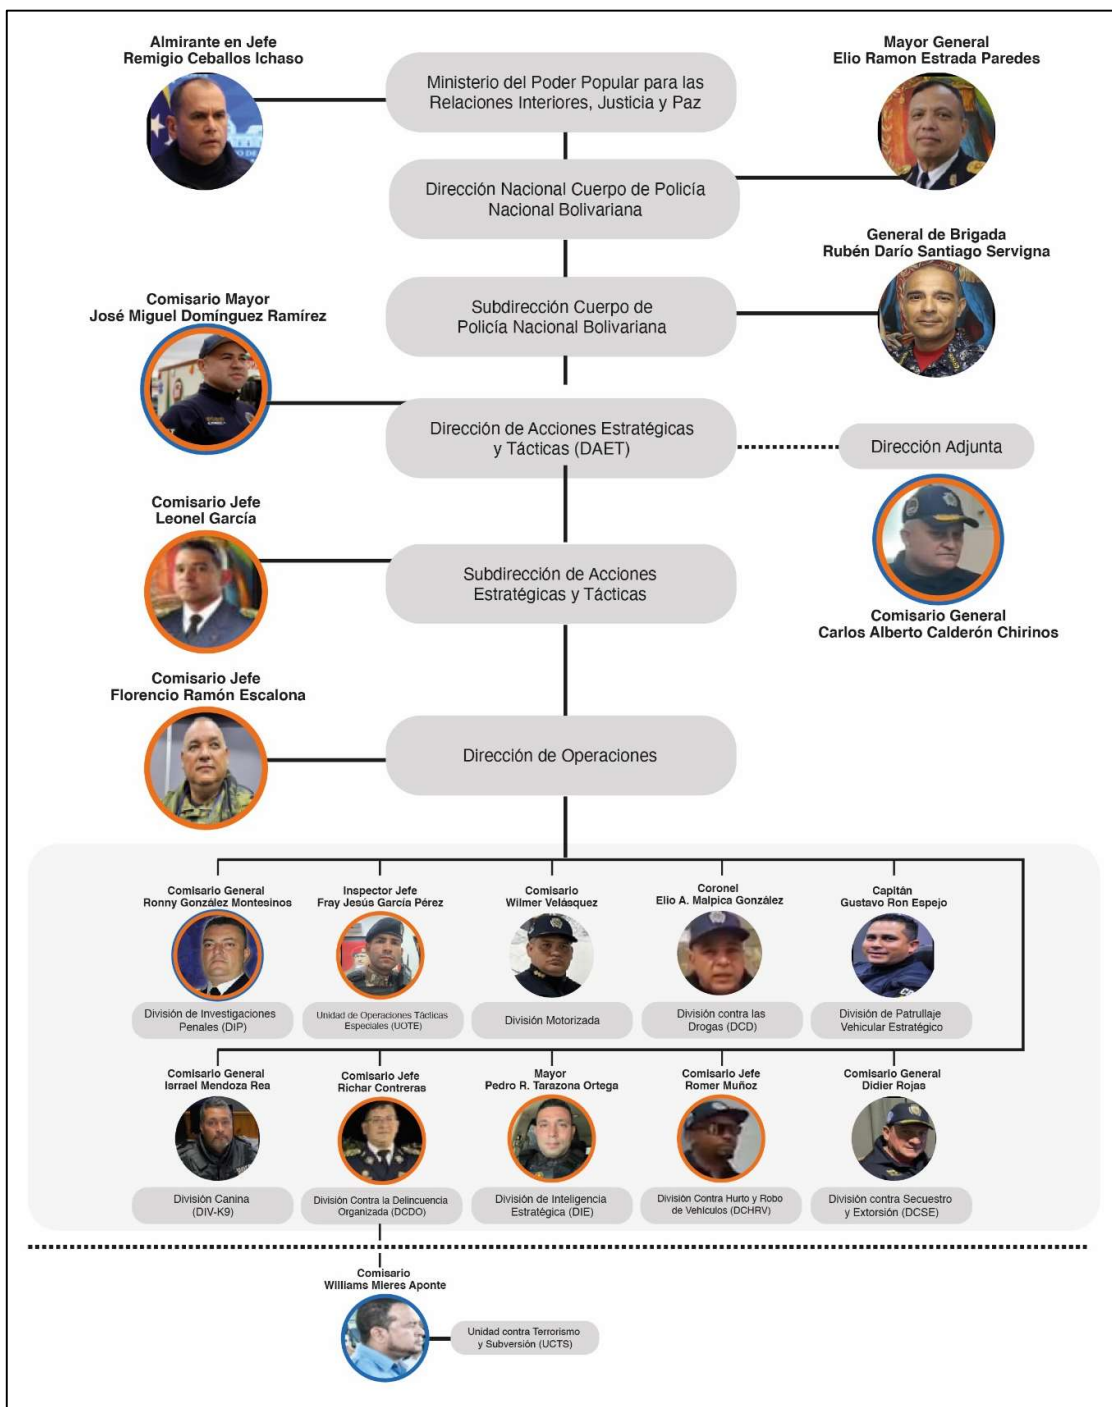 Almirante en Jefe
Remigio Ceballos Ichaso
Ministerio del Poder Popular para las
Relaciones Interiores, Justicia y Paz
Mayor General
Elio Ramon Estrada Paredes
Dirección Nacional Cuerpo de Policía
Nacional Bolivariana
General de Brigada
Rubén Darío Santiago Servigna
Subdirección Cuerpo de
Policía Nacional Bolivariana
Comisario Mayor
José Miguel Domínguez Ramírez
Dirección de Acciones Estratégicas
y Tácticas (DAET)
Dirección Adjunta
Comisario General
Carlos Alberto Calderón Chirinos
Comisario Jefe
Leonel García
Subdirección de Acciones
Estratégicas y Tácticas
Comisario Jefe
Florencio Ramón Escalona
Dirección de Operaciones
Comisario General
Ronny González Montesinos
División de Investigaciones
Penales (DIP)
Inspector Jefe
Fray Jesús García Pérez
Unidad de Operaciones Tácticas
Especiales (UOTE)
Comisario
Wilmer Velásquez
División Motorizada
Coronel
Elio A. Malpica González
División contra las
Drogas (DCD)
Capitán
Gustavo Ron Espejo
División de Patrullaje
Vehicular Estratégico
Comisario General
Isrrael Mendoza Rea
División Canina
(DIV-K9)
Comisario Jefe
Richar Contreras
División Contra la Delincuencia
Organizada (DCDO)
Mayor
Pedro R. Tarazona Ortega
División de Inteligencia
Estratégica (DIE)
Comisario Jefe
Romer Muñoz
División Contra Hurto y Robo
de Vehículos (DCHRV)
Comisario General
Didier Rojas
División contra Secuestro
y Extorsión (DCSE)
Comisario
Williams Mieres Aponte
Unidad contra Terrorismo
y Subversión (UCTS)